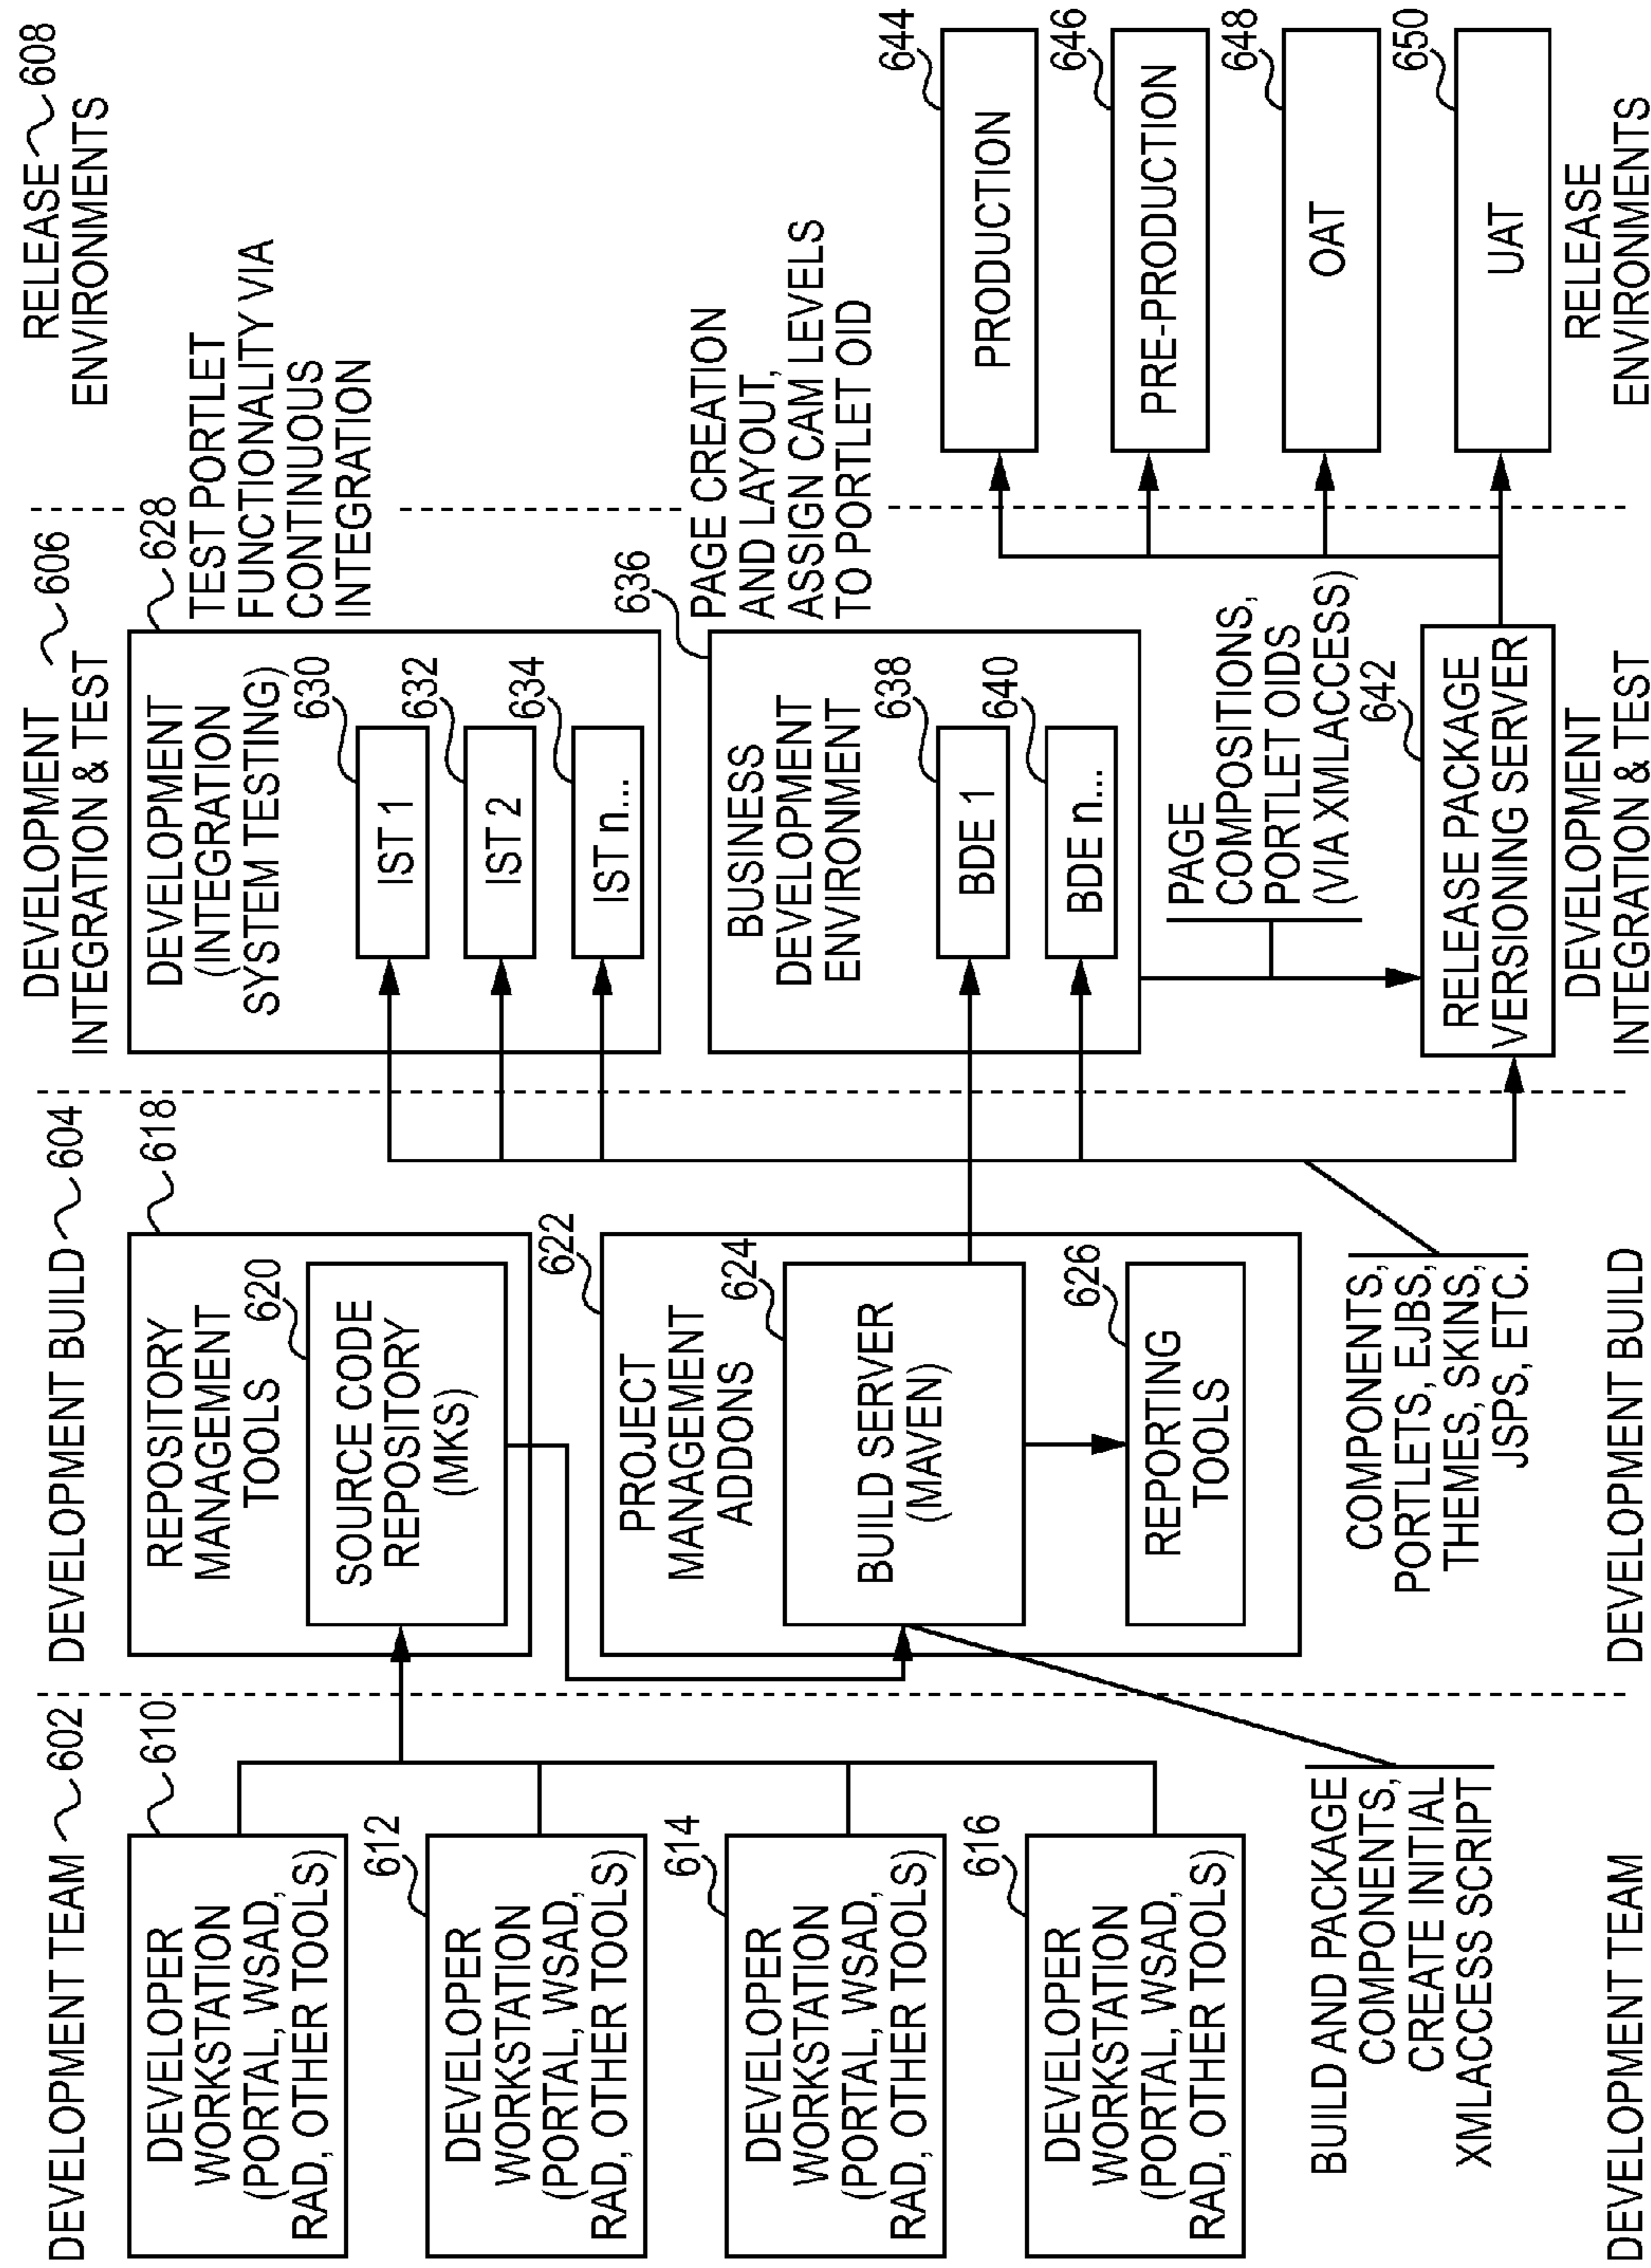 DEVELOPMENT TEAM 602
DEVELOPMENT BUILD 604
DEVELOPMENT 606
INTEGRATION & TEST
RELEASE 608
ENVIRONMENTS
610
DEVELOPER
WORKSTATION
(PORTAL, WSAD,
RAD, OTHER TOOLS)
612
DEVELOPER
WORKSTATION
(PORTAL, WSAD,
RAD, OTHER TOOLS)
614
DEVELOPER
WORKSTATION
(PORTAL, WSAD,
RAD, OTHER TOOLS)
616
DEVELOPER
WORKSTATION
(PORTAL, WSAD,
RAD, OTHER TOOLS)
BUILD AND PACKAGE
COMPONENTS,
CREATE INITIAL
XMLACCESS SCRIPT
618
REPOSITORY
MANAGEMENT
TOOLS
620
SOURCE CODE
REPOSITORY
(MKS)
622
PROJECT
MANAGEMENT
ADDONS
624
BUILD SERVER
(MAVEN)
626
REPORTING
TOOLS
COMPONENTS,
PORTLETS, EJBS,
THEMES, SKINS,
JSPS, ETC.
628
DEVELOPMENT
(INTEGRATION
SYSTEM TESTING)
630
IST 1
632
IST 2
634
IST n...
TEST PORTLET
FUNCTIONALITY VIA
CONTINUOUS
INTEGRATION
636
BUSINESS
DEVELOPMENT
ENVIRONMENT
638
BDE 1
640
BDE n...
PAGE CREATION
AND LAYOUT,
ASSIGN CAM LEVELS
TO PORTLET OID
PAGE
COMPOSITIONS,
PORTLET OIDS
(VIA XMLACCESS)
642
RELEASE PACKAGE
VERSIONING SERVER
644
PRODUCTION
646
PRE-PRODUCTION
648
OAT
650
UAT
DEVELOPMENT TEAM
DEVELOPMENT BUILD
DEVELOPMENT
INTEGRATION & TEST
RELEASE
ENVIRONMENTS